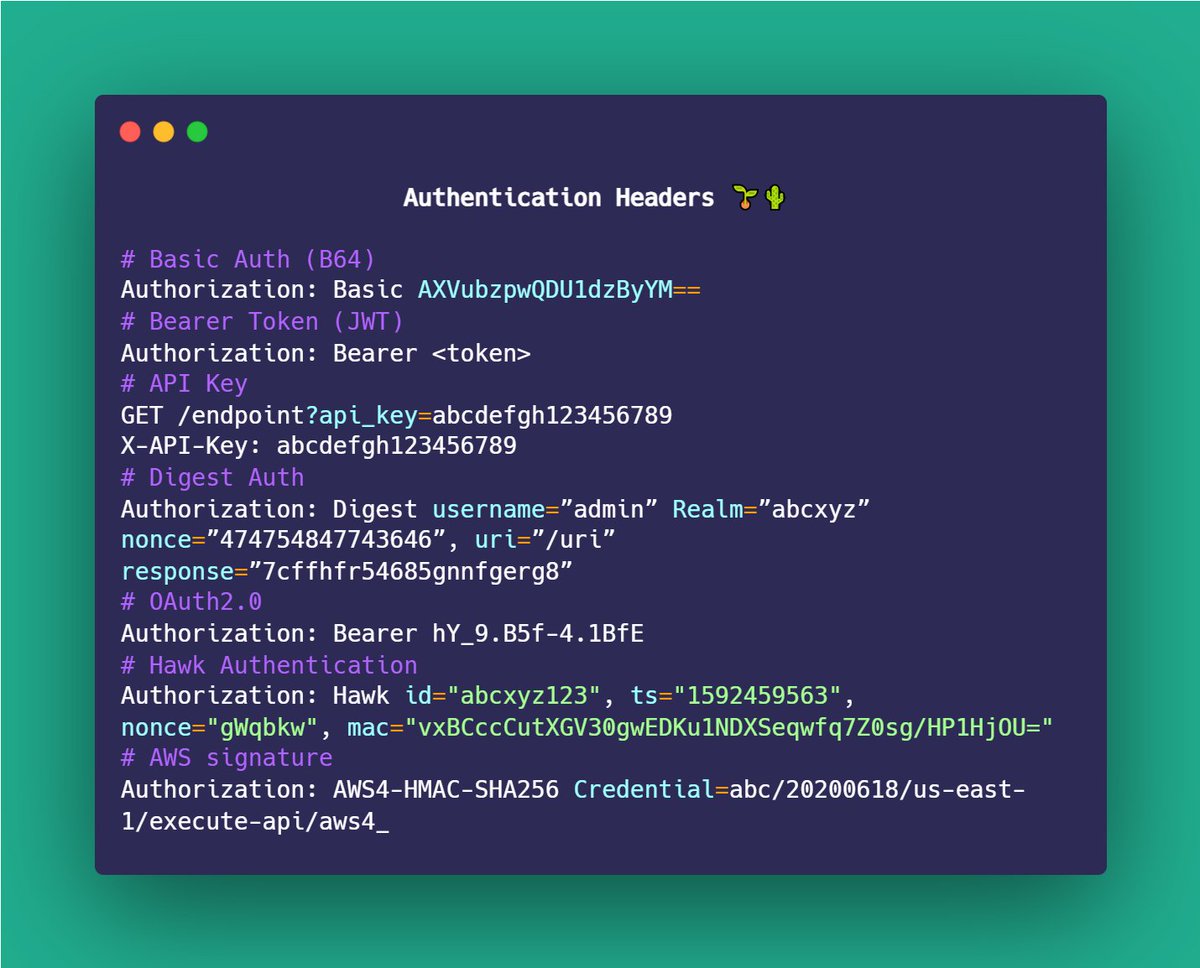 Authentication Headers 🌱🌵
# Basic Auth (B64)
Authorization: Basic AXVubzpwQDU1dzByYM==
# Bearer Token (JWT)
Authorization: Bearer <token>
# API Key
GET /endpoint?api_key=abcdefgh123456789
X-API-Key: abcdefgh123456789
# Digest Auth
Authorization: Digest username=”admin” Realm=”abcxyz”
nonce=”474754847743646”, uri=”/uri”
response=”7cffhfr54685gnnfgerg8”
# OAuth2.0
Authorization: Bearer hY_9.B5f-4.1BfE
# Hawk Authentication
Authorization: Hawk id="abcxyz123", ts="1592459563",
nonce="gWqbkw", mac="vxBCccCutXGV30gwEDKu1NDXSeqwfq7Z0sg/HP1HjOU="
# AWS signature
Authorization: AWS4-HMAC-SHA256 Credential=abc/20200618/us-east-
1/execute-api/aws4_